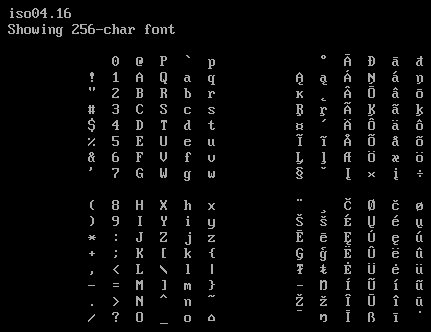 iso04.16
Showing 256-char font
0 @ P ` p ° Ā Đ ā đ
! 1 A Q a q Ą ą Á Ņ á ņ
" 2 B R b r ĸ ˛ Â Ō â ō
# 3 C S c s Ŗ ŗ Ã Ķ ã ķ
$ 4 D T d t ¤ ´ Ä Ô ä ô
% 5 E U e u Ĩ ĩ Å Õ å õ
& 6 F V f v Ļ ļ Æ Ö æ ö
' 7 G W g w § ˇ Į × į ÷
( 8 H X h x ¨ ¸ Č Ø č ø
) 9 I Y i y Š š É Ų é ų
* : J Z j z Ē ē Ę Ú ę ú
+ ; K [ k { Ģ ģ Ë Û ë û
, < L \ l | Ŧ ŧ Ė Ü ė ü
- = M ] m } - Ŋ Í Ũ í ũ
. > N ^ n ~ Ž ž Î Ū î ū
/ ? O _ o ⌂ ¯ ŋ Ī ß ī ˙